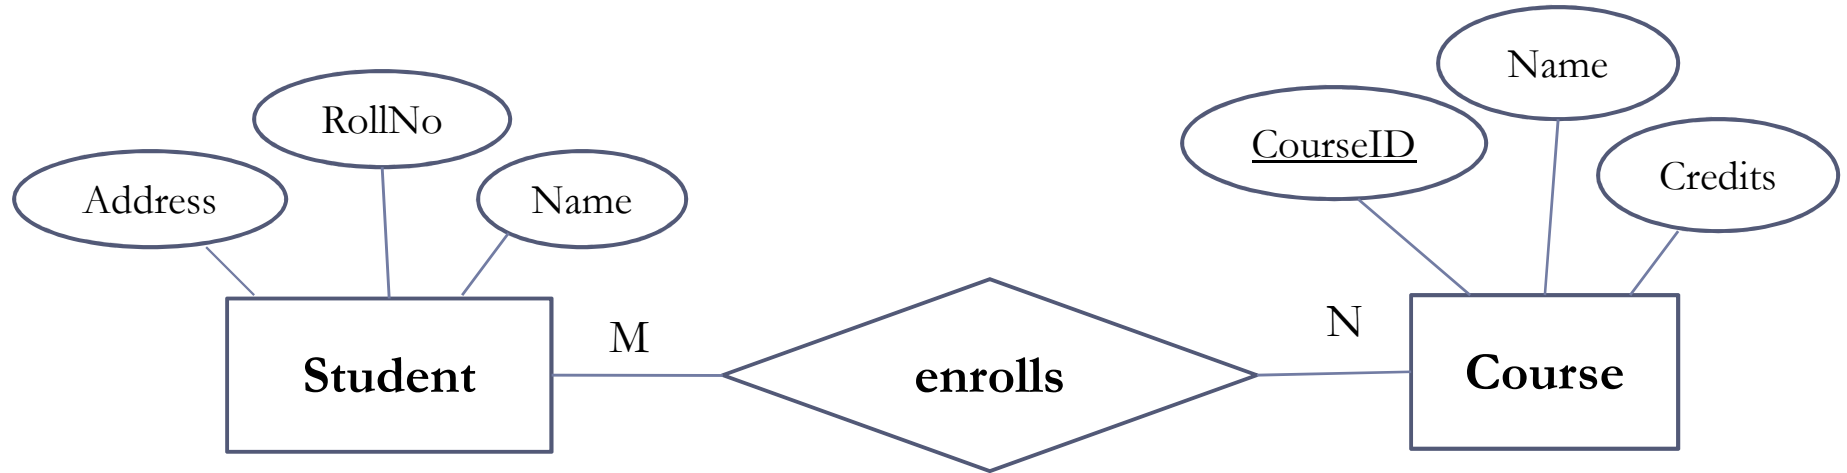 Address
RollNo
Name
CourseID
Name
Credits
Student
M
enrolls
N
Course